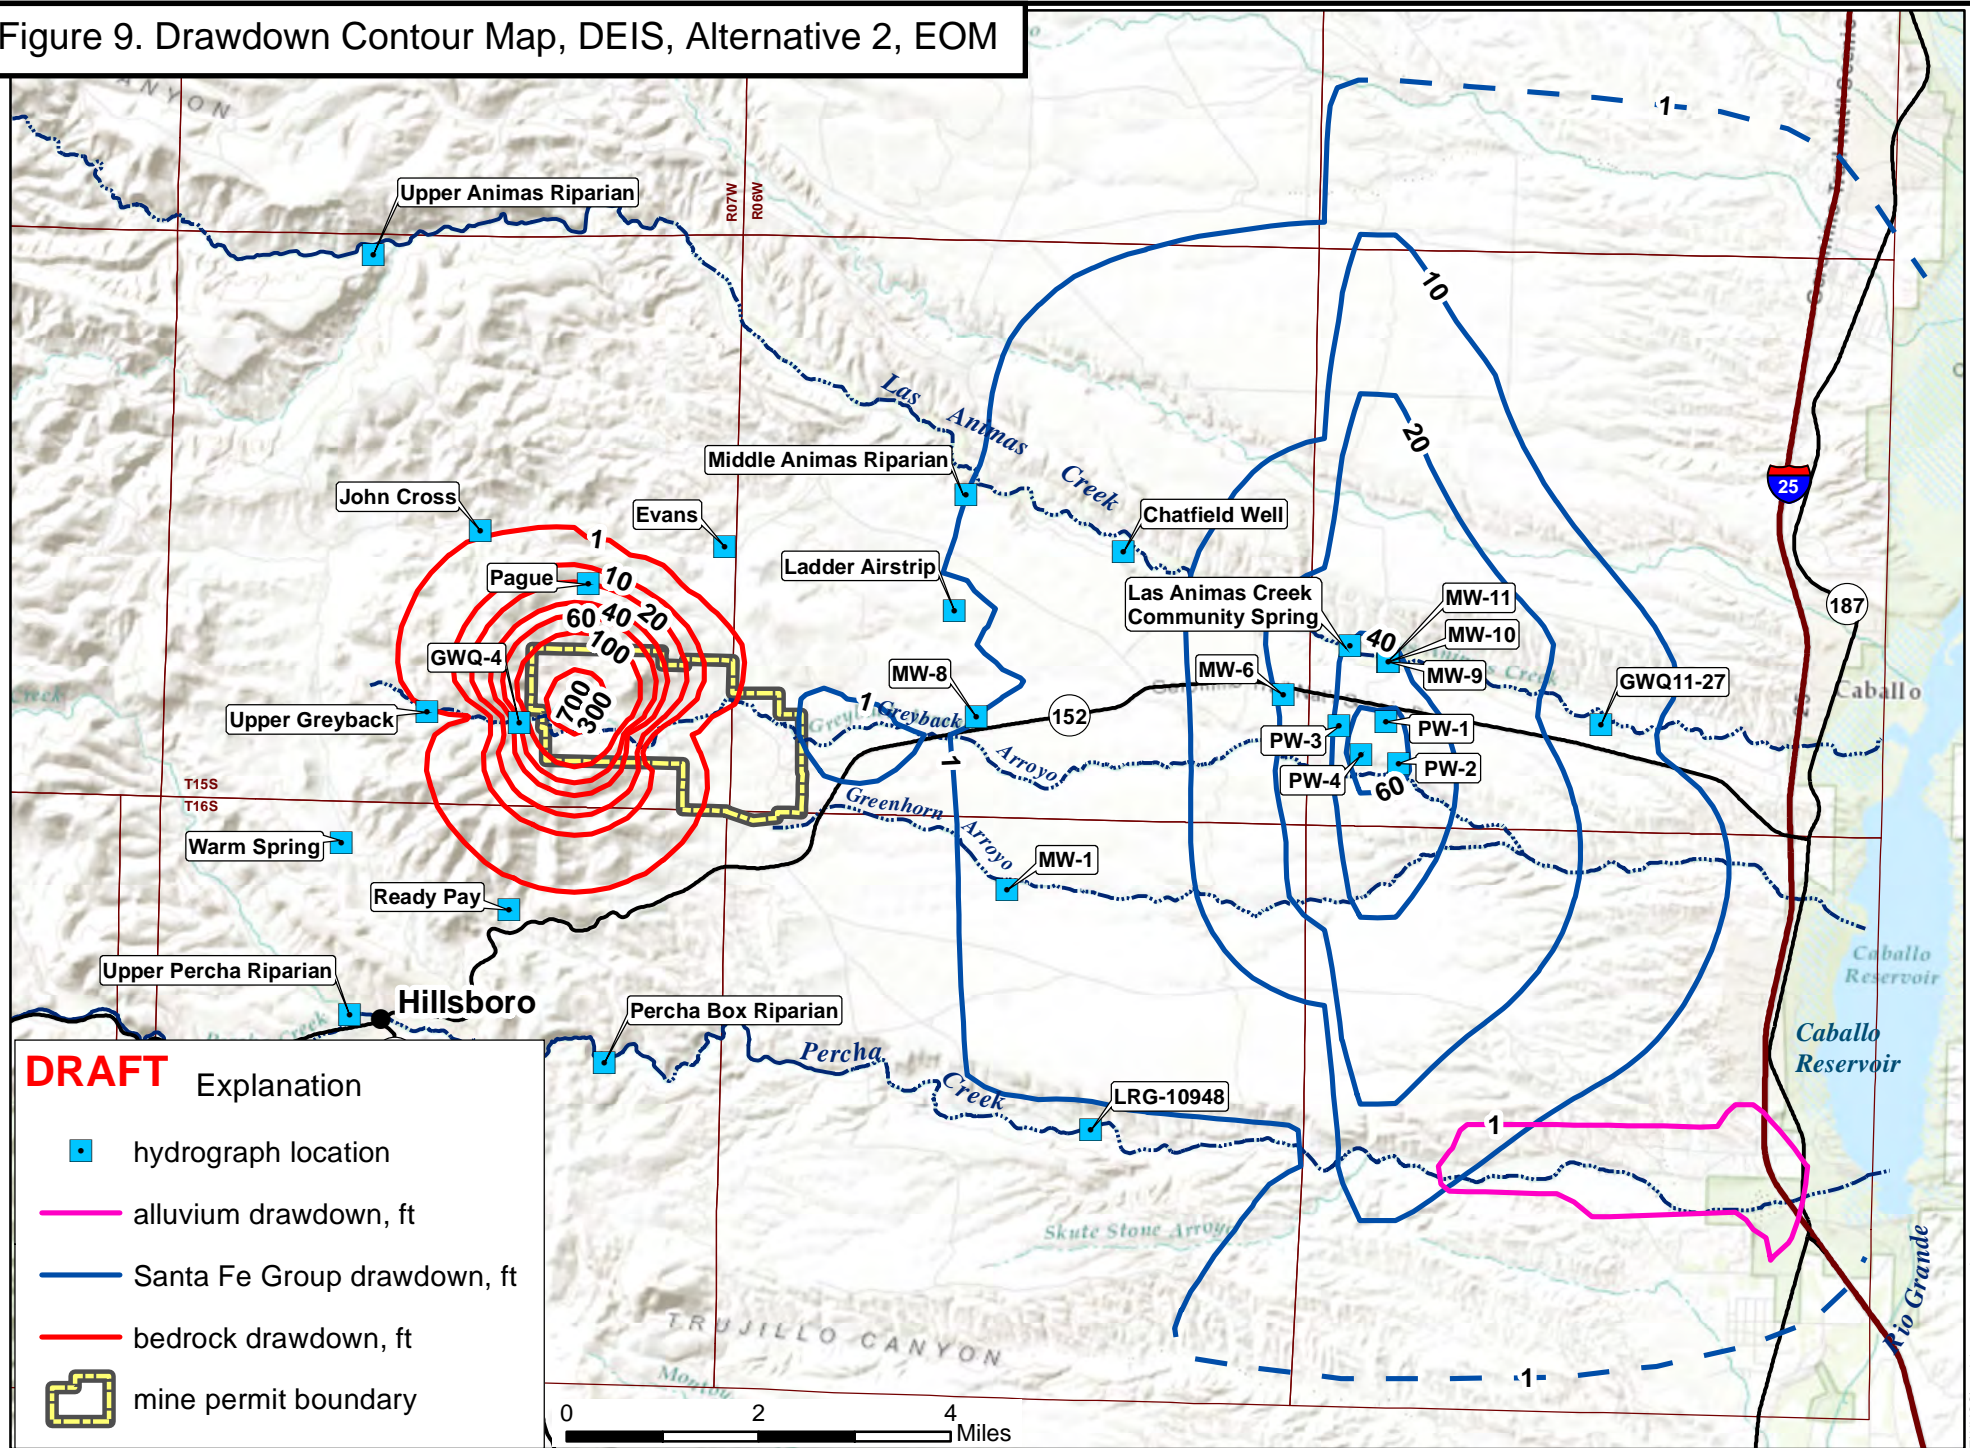 Figure 9. Drawdown Contour Map, DEIS, Alternative 2, EOM
CANYON
1
R07W
R06W
Upper Animas Riparian
10
Las Animas Creek
20
Middle Animas Riparian
25
John Cross
Evans
Chatfield Well
1
Ladder Airstrip
Pague
10
Las Animas Creek
Community Spring
MW-11
187
60 40 20
100
40
MW-10
GWQ-4
MW-6
MW-9
GWQ11-27
Caballo
MW-8
Creek
700
300
1
Greyback
Upper Greyback
152
PW-3
PW-1
Arroyo
1
PW-4
PW-2
60
T15S
T16S
Greenhorn Arroyo
Warm Spring
MW-1
Ready Pay
Caballo
Reservoir
Upper Percha Riparian
Hillsboro
Percha Box Riparian
Caballo
Reservoir
Percha Creek
LRG-10948
1
Skute Stone Arroyo
Rio Grande
TRUJILLO CANYON
1
DRAFT
Explanation
hydrograph location
alluvium drawdown, ft
Santa Fe Group drawdown, ft
bedrock drawdown, ft
mine permit boundary
0 2 4
Miles